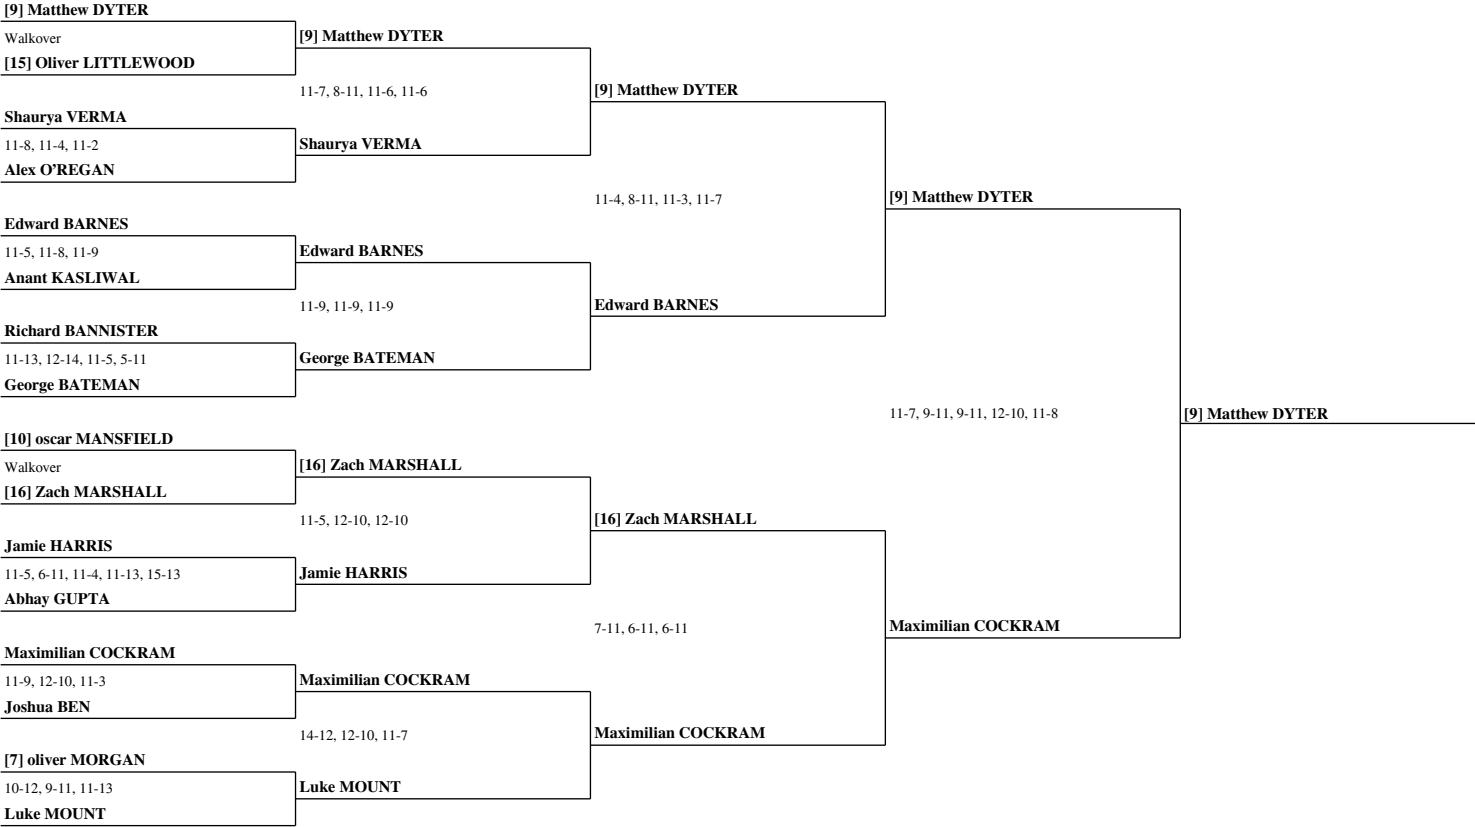 [9] Matthew DYTER
Walkover
[15] Oliver LITTLEWOOD
Shaurya VERMA
11-8, 11-4, 11-2
Alex O’REGAN
Edward BARNES
11-5, 11-8, 11-9
Anant KASLIWAL
Richard BANNISTER
11-13, 12-14, 11-5, 5-11
George BATEMAN
[10] oscar MANSFIELD
Walkover
[16] Zach MARSHALL
Jamie HARRIS
11-5, 6-11, 11-4, 11-13, 15-13
Abhay GUPTA
Maximilian COCKRAM
11-9, 12-10, 11-3
Joshua BEN
[7] oliver MORGAN
10-12, 9-11, 11-13
Luke MOUNT
[9] Matthew DYTER
11-7, 8-11, 11-6, 11-6
Shaurya VERMA
Edward BARNES
11-9, 11-9, 11-9
George BATEMAN
[16] Zach MARSHALL
11-5, 12-10, 12-10
Jamie HARRIS
Maximilian COCKRAM
14-12, 12-10, 11-7
Luke MOUNT
[9] Matthew DYTER
11-4, 8-11, 11-3, 11-7
Edward BARNES
[16] Zach MARSHALL
7-11, 6-11, 6-11
Maximilian COCKRAM
[9] Matthew DYTER
11-7, 9-11, 9-11, 12-10, 11-8
Maximilian COCKRAM
[9] Matthew DYTER